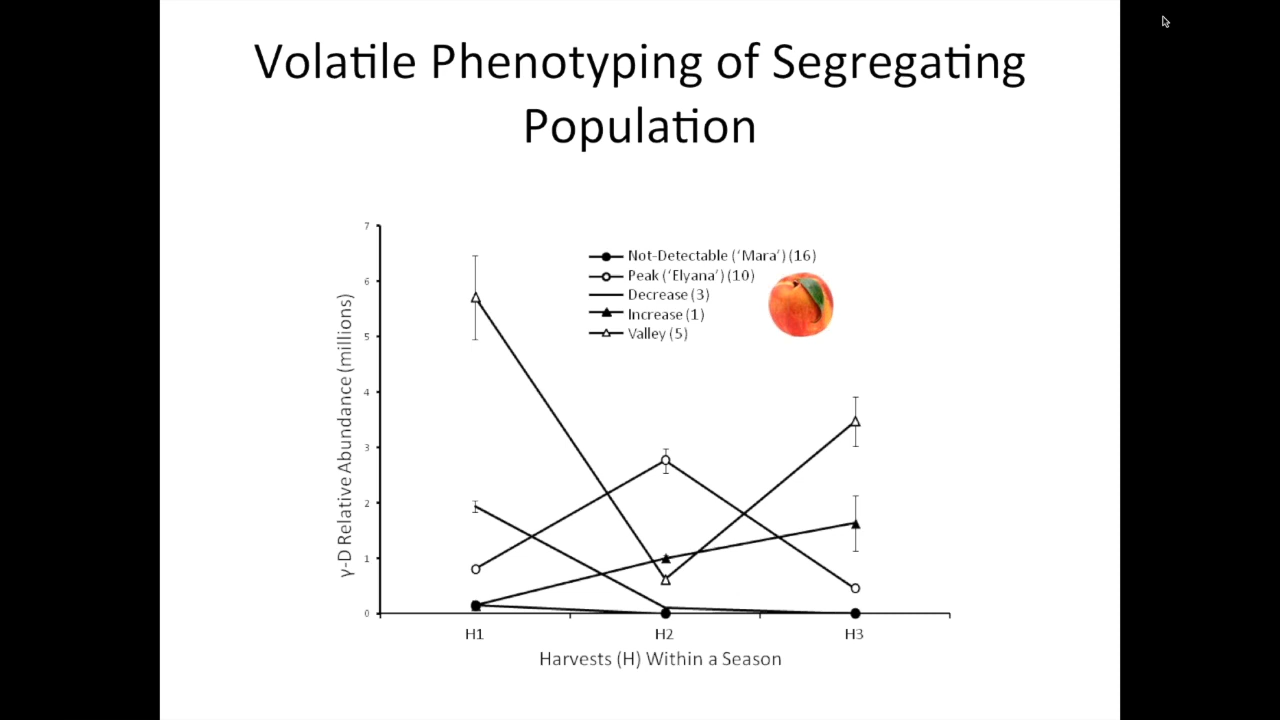 Volatile Phenotyping of Segregating
Population
7
6
5
4
3
2
1
0
γ-D Relative Abundance (millions)
Not-Detectable (‘Mara’) (16)
Peak (‘Elyana’) (10)
Decrease (3)
Increase (1)
Valley (5)
H1 H2 H3
Harvests (H) Within a Season